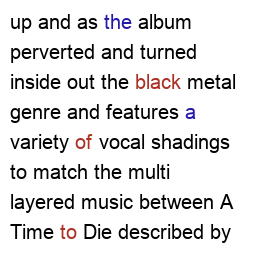 up and as the album
perverted and turned
inside out the black metal
genre and features a
variety of vocal shadings
to match the multi
layered music between A
Time to Die described by